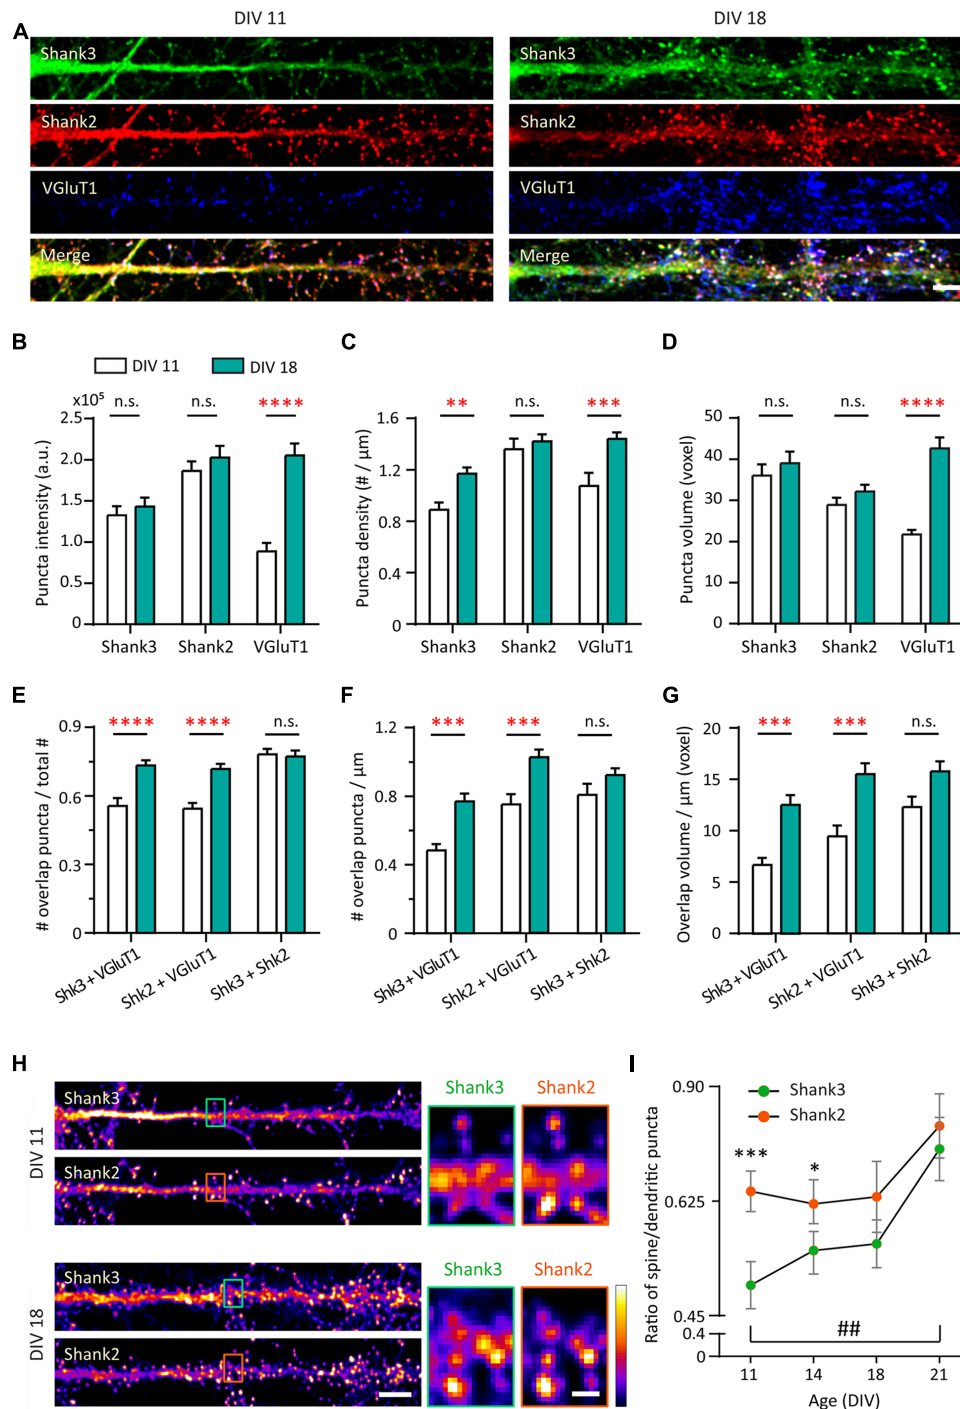 DIV 11
DIV 18
A
Shank3
Shank3
Shank2
Shank2
VGluT1
VGluT1
Merge
Merge
B
C
D
DIV 11
DIV 18
x10⁵
n.s.
n.s.
****
2.5
2.0
1.5
1.0
0.5
0
Puncta intensity (a.u.)
Shank3
Shank2
VGluT1
**
n.s.
***
1.6
1.2
0.8
0.4
0
Puncta density (# / µm)
Shank3
Shank2
VGluT1
n.s.
n.s.
****
50
40
30
20
10
0
Puncta volume (voxel)
Shank3
Shank2
VGluT1
E
F
G
****
****
n.s.
0.9
0.6
0.3
0
# overlap puncta / total #
Shk3 + VGluT1
Shk2 + VGluT1
Shk3 + Shk2
***
***
n.s.
1.2
0.8
0.4
0
# overlap puncta / µm
Shk3 + VGluT1
Shk2 + VGluT1
Shk3 + Shk2
***
***
n.s.
20
15
10
5
0
Overlap volume / µm (voxel)
Shk3 + VGluT1
Shk2 + VGluT1
Shk3 + Shk2
H
DIV 11
Shank3
Shank2
Shank3
Shank2
DIV 18
Shank3
Shank2
Shank3
Shank2
I
Shank3
Shank2
0.90
0.625
0.45
0.4
0
Ratio of spine/dendritic puncta
***
*
##
11
14
18
21
Age (DIV)